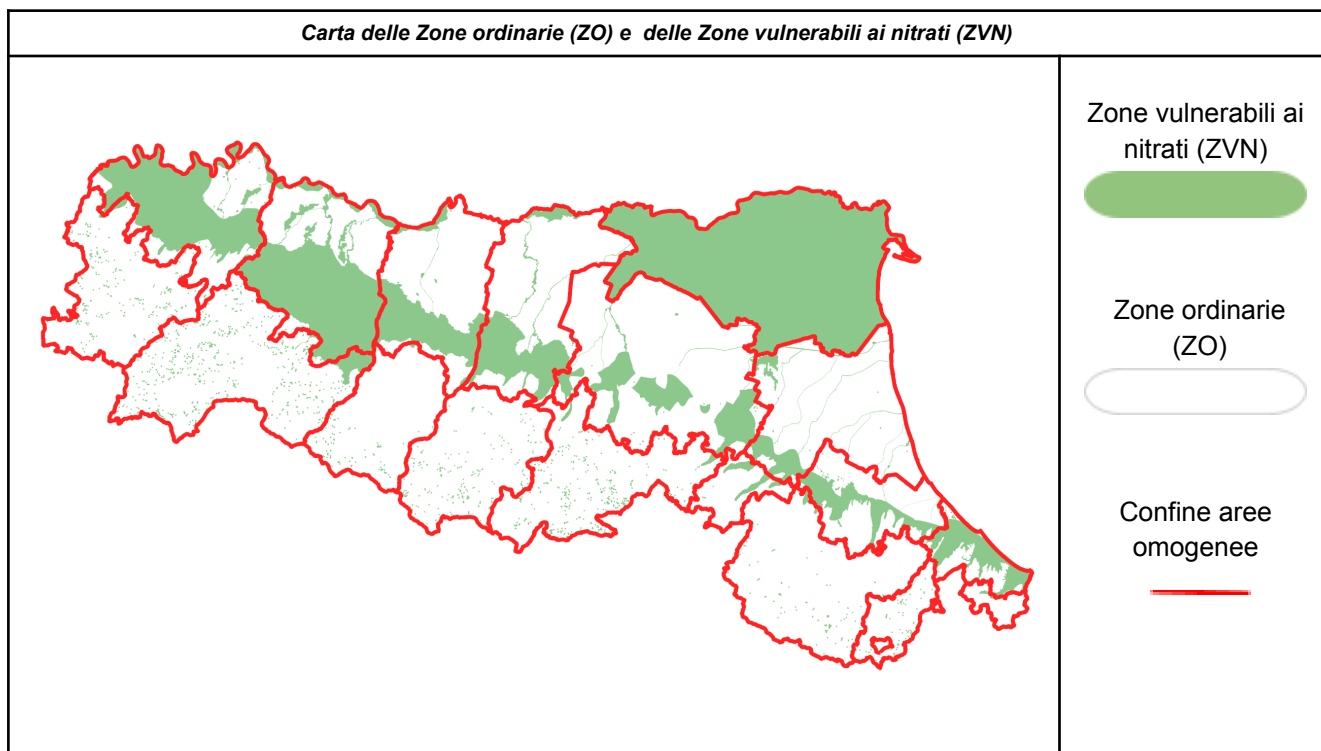 Carta delle Zone ordinarie (ZO) e delle Zone vulnerabili ai nitrati (ZVN)
Zone vulnerabili ai
nitrati (ZVN)
Zone ordinarie
(ZO)
Confine aree
omogenee